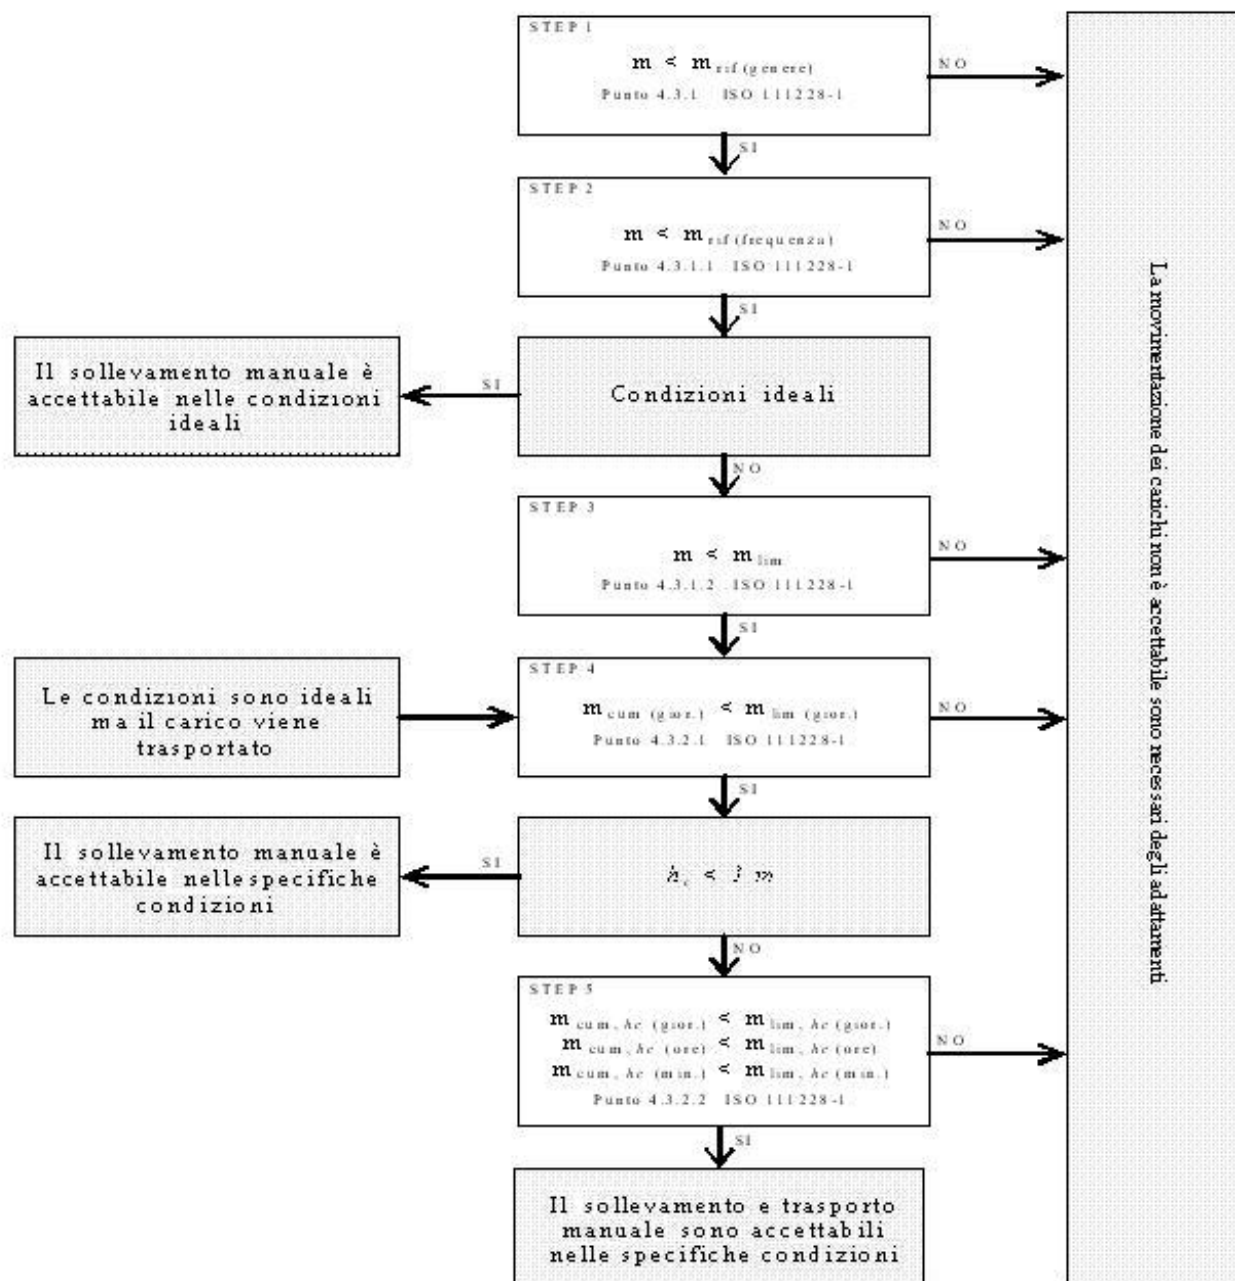 STEP 1
m < m rif (genere)
Punto 4.3.1 ISO 111228-1
NO
SI
STEP 2
m < m rif (frequenza)
Punto 4.3.1.1 ISO 111228-1
NO
SI
Il sollevamento manuale è
accettabile nelle condizioni
ideali
SI
Condizioni ideali
NO
STEP 3
m < m lim
Punto 4.3.1.2 ISO 111228-1
NO
SI
Le condizioni sono ideali
ma il carico viene
trasportato
STEP 4
m cum (gior.) < m lim (gior.)
Punto 4.3.2.1 ISO 111228-1
NO
SI
Il sollevamento manuale è
accettabile nelle specifiche
condizioni
SI
h c < m
NO
STEP 5
m cum, hc (gior.) < m lim, hc (gior.)
m cum, hc (ore) < m lim, hc (ore)
m cum, hc (min.) < m lim, hc (min.)
Punto 4.3.2.2 ISO 111228-1
NO
SI
Il sollevamento e trasporto
manuale sono accettabili
nelle specifiche condizioni
La movimentazione dei carichi non è accettabile sono necessari degli adattamenti